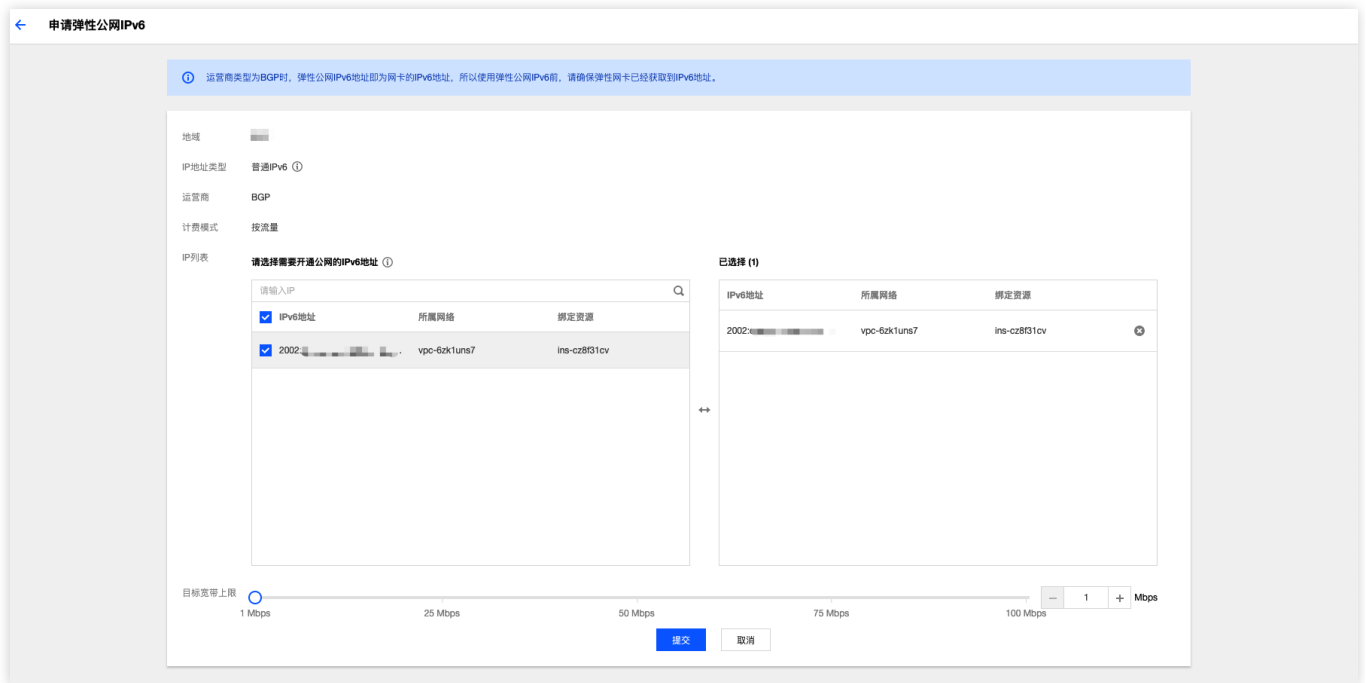 申请弹性公网IPv6
运营商类型为BGP时，弹性公网IPv6地址即为网卡的IPv6地址，所以使用弹性公网IPv6前，请确保弹性网卡已经获取到IPv6地址。
地域
IP地址类型 普通IPv6
运营商 BGP
计费模式 按流量
IP列表 请选择需要开通公网的IPv6地址 已选择 (1)
请输入IP
IPv6地址 所属网络 绑定资源
IPv6地址 所属网络 绑定资源
2002: vpc-6zk1uns7 ins-cz8f31cv
2002: vpc-6zk1uns7 ins-cz8f31cv
目标宽带上限 1 Mbps
1 Mbps 25 Mbps 50 Mbps 75 Mbps 100 Mbps
提交 取消